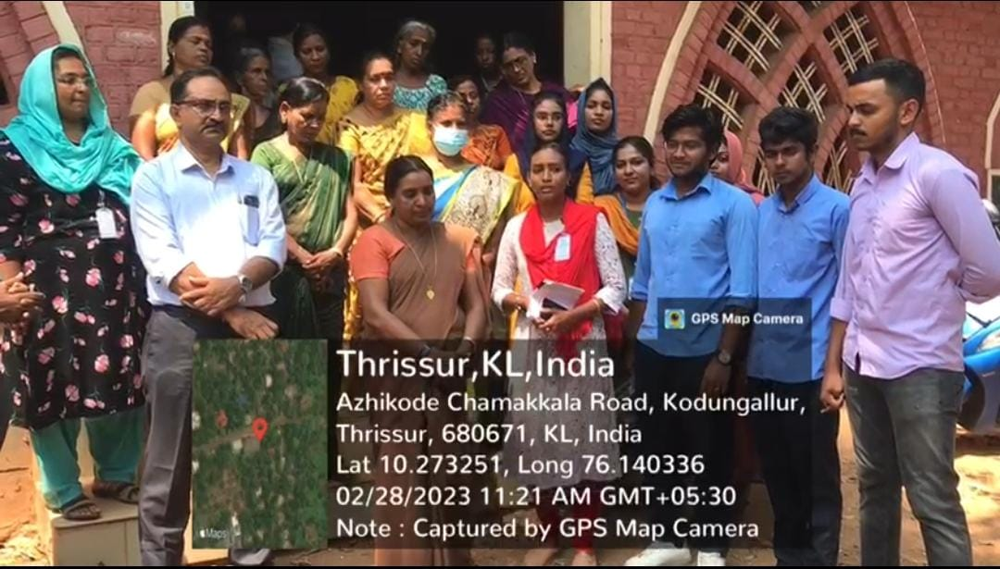 GPS Map Camera
Thrissur,KL,India
Azhikode Chamakkala Road, Kodungallur,
Thrissur, 680671, KL, India
Lat 10.273251, Long 76.140336
02/28/2023 11:21 AM GMT+05:30
Note : Captured by GPS Map Camera
Maps